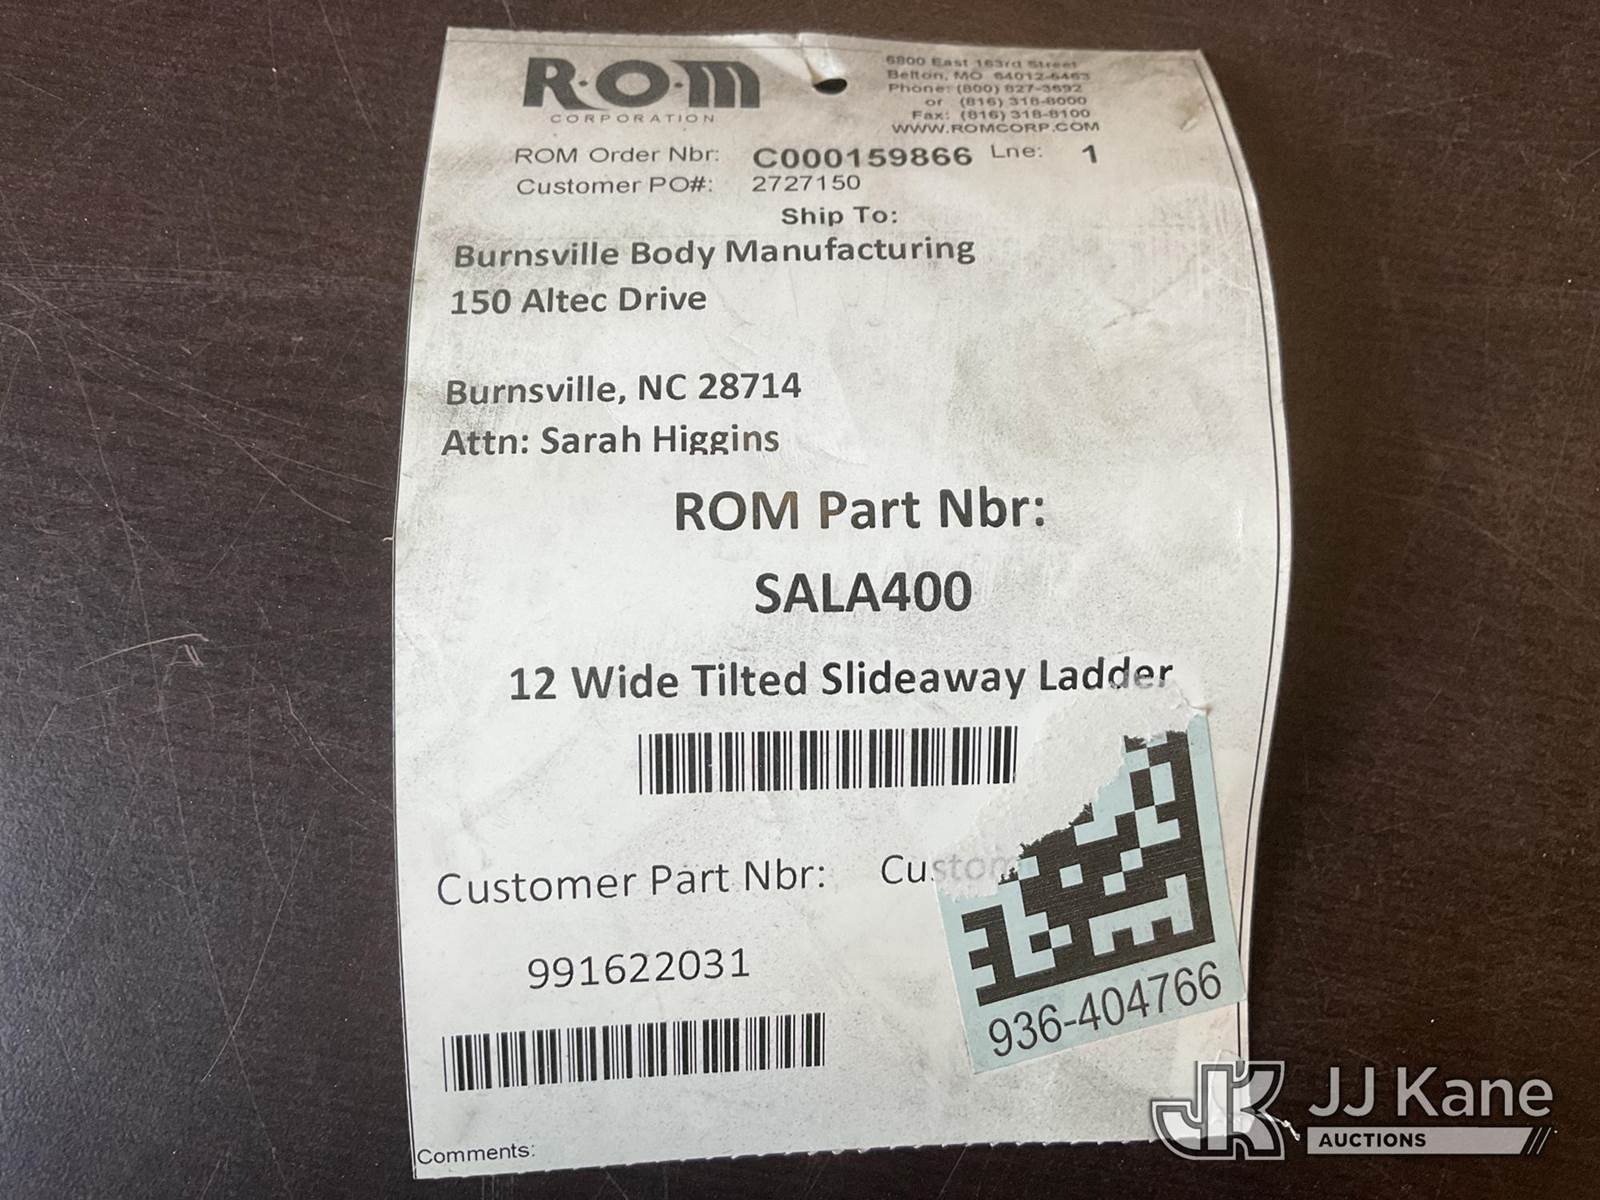 R·O·M
CORPORATION
6800 East 163rd Street
Belton, MO 64012-5463
Phone: (800) 827-3692
or (816) 318-8000
Fax: (816) 318-8100
WWW.ROMCORP.COM
ROM Order Nbr: C000159866 Lne: 1
Customer PO#: 2727150
Ship To:
Burnsville Body Manufacturing
150 Altec Drive
Burnsville, NC 28714
Attn: Sarah Higgins
ROM Part Nbr:
SALA400
12 Wide Tilted Slideaway Ladder
Customer Part Nbr: Custom
991622031
936-404766
Comments:
JK JJ Kane
AUCTIONS